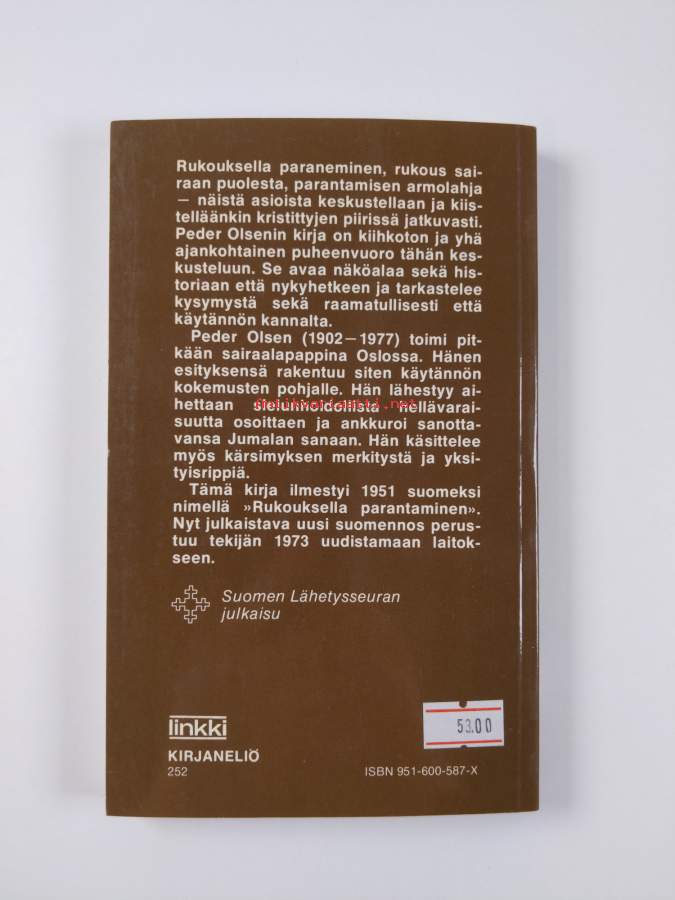 Rukouksella paraneminen, rukous sai-
raan puolesta, parantamisen armolahja
— näistä asioista keskustellaan ja kiis-
telläänkin kristittyjen piirissä jatkuvasti.
Peder Olsenin kirja on kiihkoton ja yhä
ajankohtainen puheenvuoro tähän kes-
kusteluun. Se avaa näköalaa sekä his-
toriaan että nykyhetkeen ja tarkastelee
kysymystä sekä raamatullisesti että
käytännön kannalta.
Peder Olsen (1902—1977) toimi pit-
kään sairaalapappina Oslossa. Hänen
esityksensä rakentuu siten käytännön
kokemusten pohjalle. Hän lähestyy ai-
hettaan sielunhoidollista hellävarai-
suutta osoittaen ja ankkuroi sanotta-
vansa Jumalan sanaan. Hän käsittelee
myös kärsimyksen merkitystä ja yksi-
tyisrippiä.
Tämä kirja ilmestyi 1951 suomeksi
nimellä »Rukouksella parantaminen».
Nyt julkaistava uusi suomennos perus-
tuu tekijän 1973 uudistamaan laitok-
seen.
Suomen Lähetysseuran
julkaisu
linkki
KIRJANELIÖ
252
53.00
ISBN 951-600-587-X